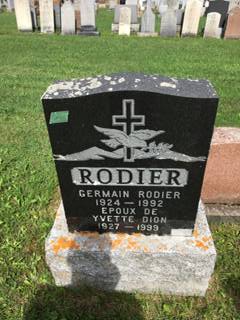 RODIER
GERMAIN RODIER
1924 — 1992
EPOUX DE
YVETTE DION
1927 — 1999